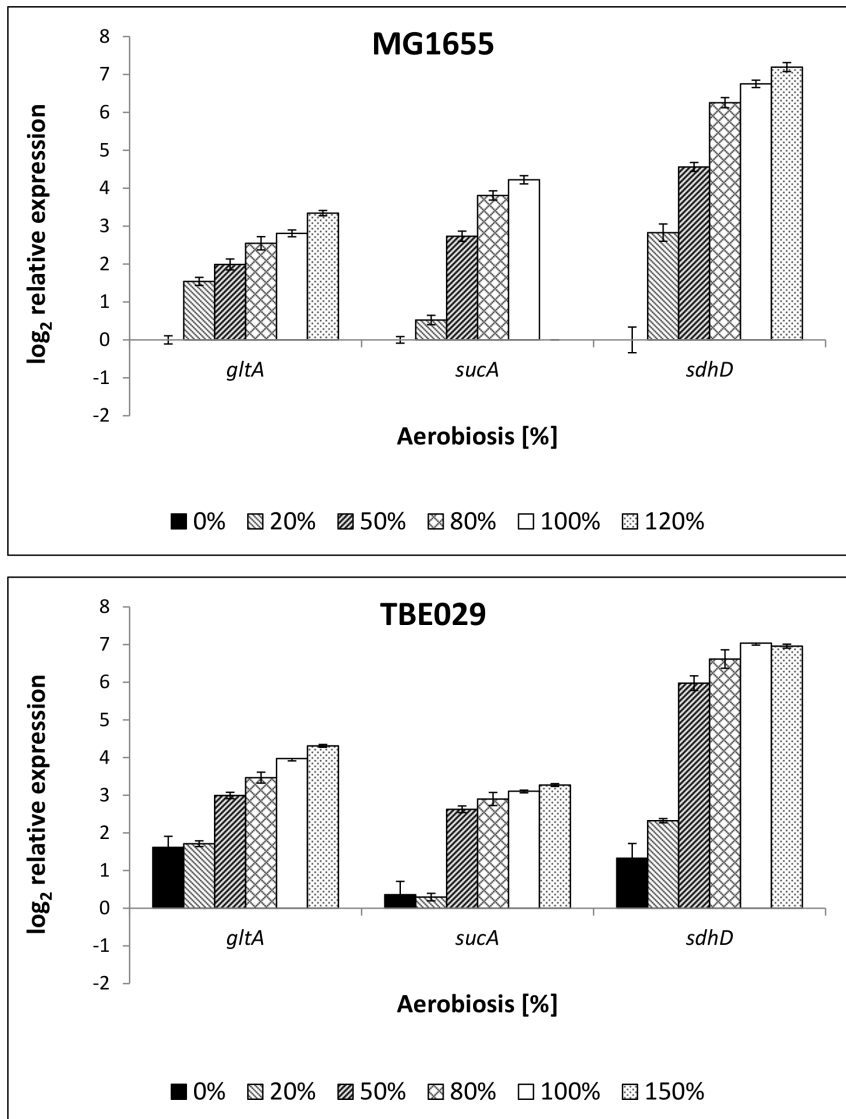 MG1655
8
7
6
5
4
3
2
1
0
-1
-2
log2 relative expression
gltA sucA sdhD
Aerobiosis [%]
0% 20% 50% 80% 100% 120%
TBE029
8
7
6
5
4
3
2
1
0
-1
-2
log2 relative expression
gltA sucA sdhD
Aerobiosis [%]
0% 20% 50% 80% 100% 150%